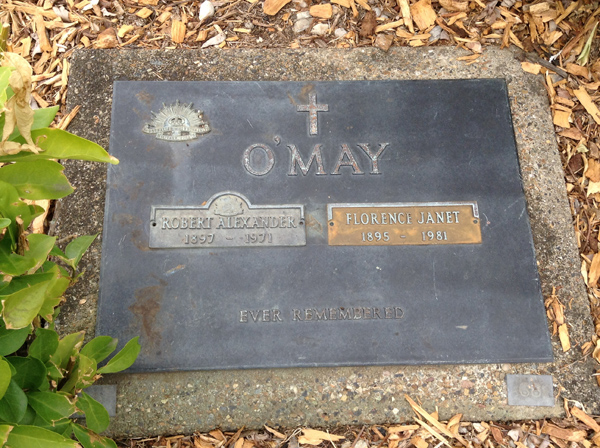 O'MAY
ROBERT ALEXANDER
1897 - 1971
FLORENCE JANET
1895 - 1981
EVER REMEMBERED